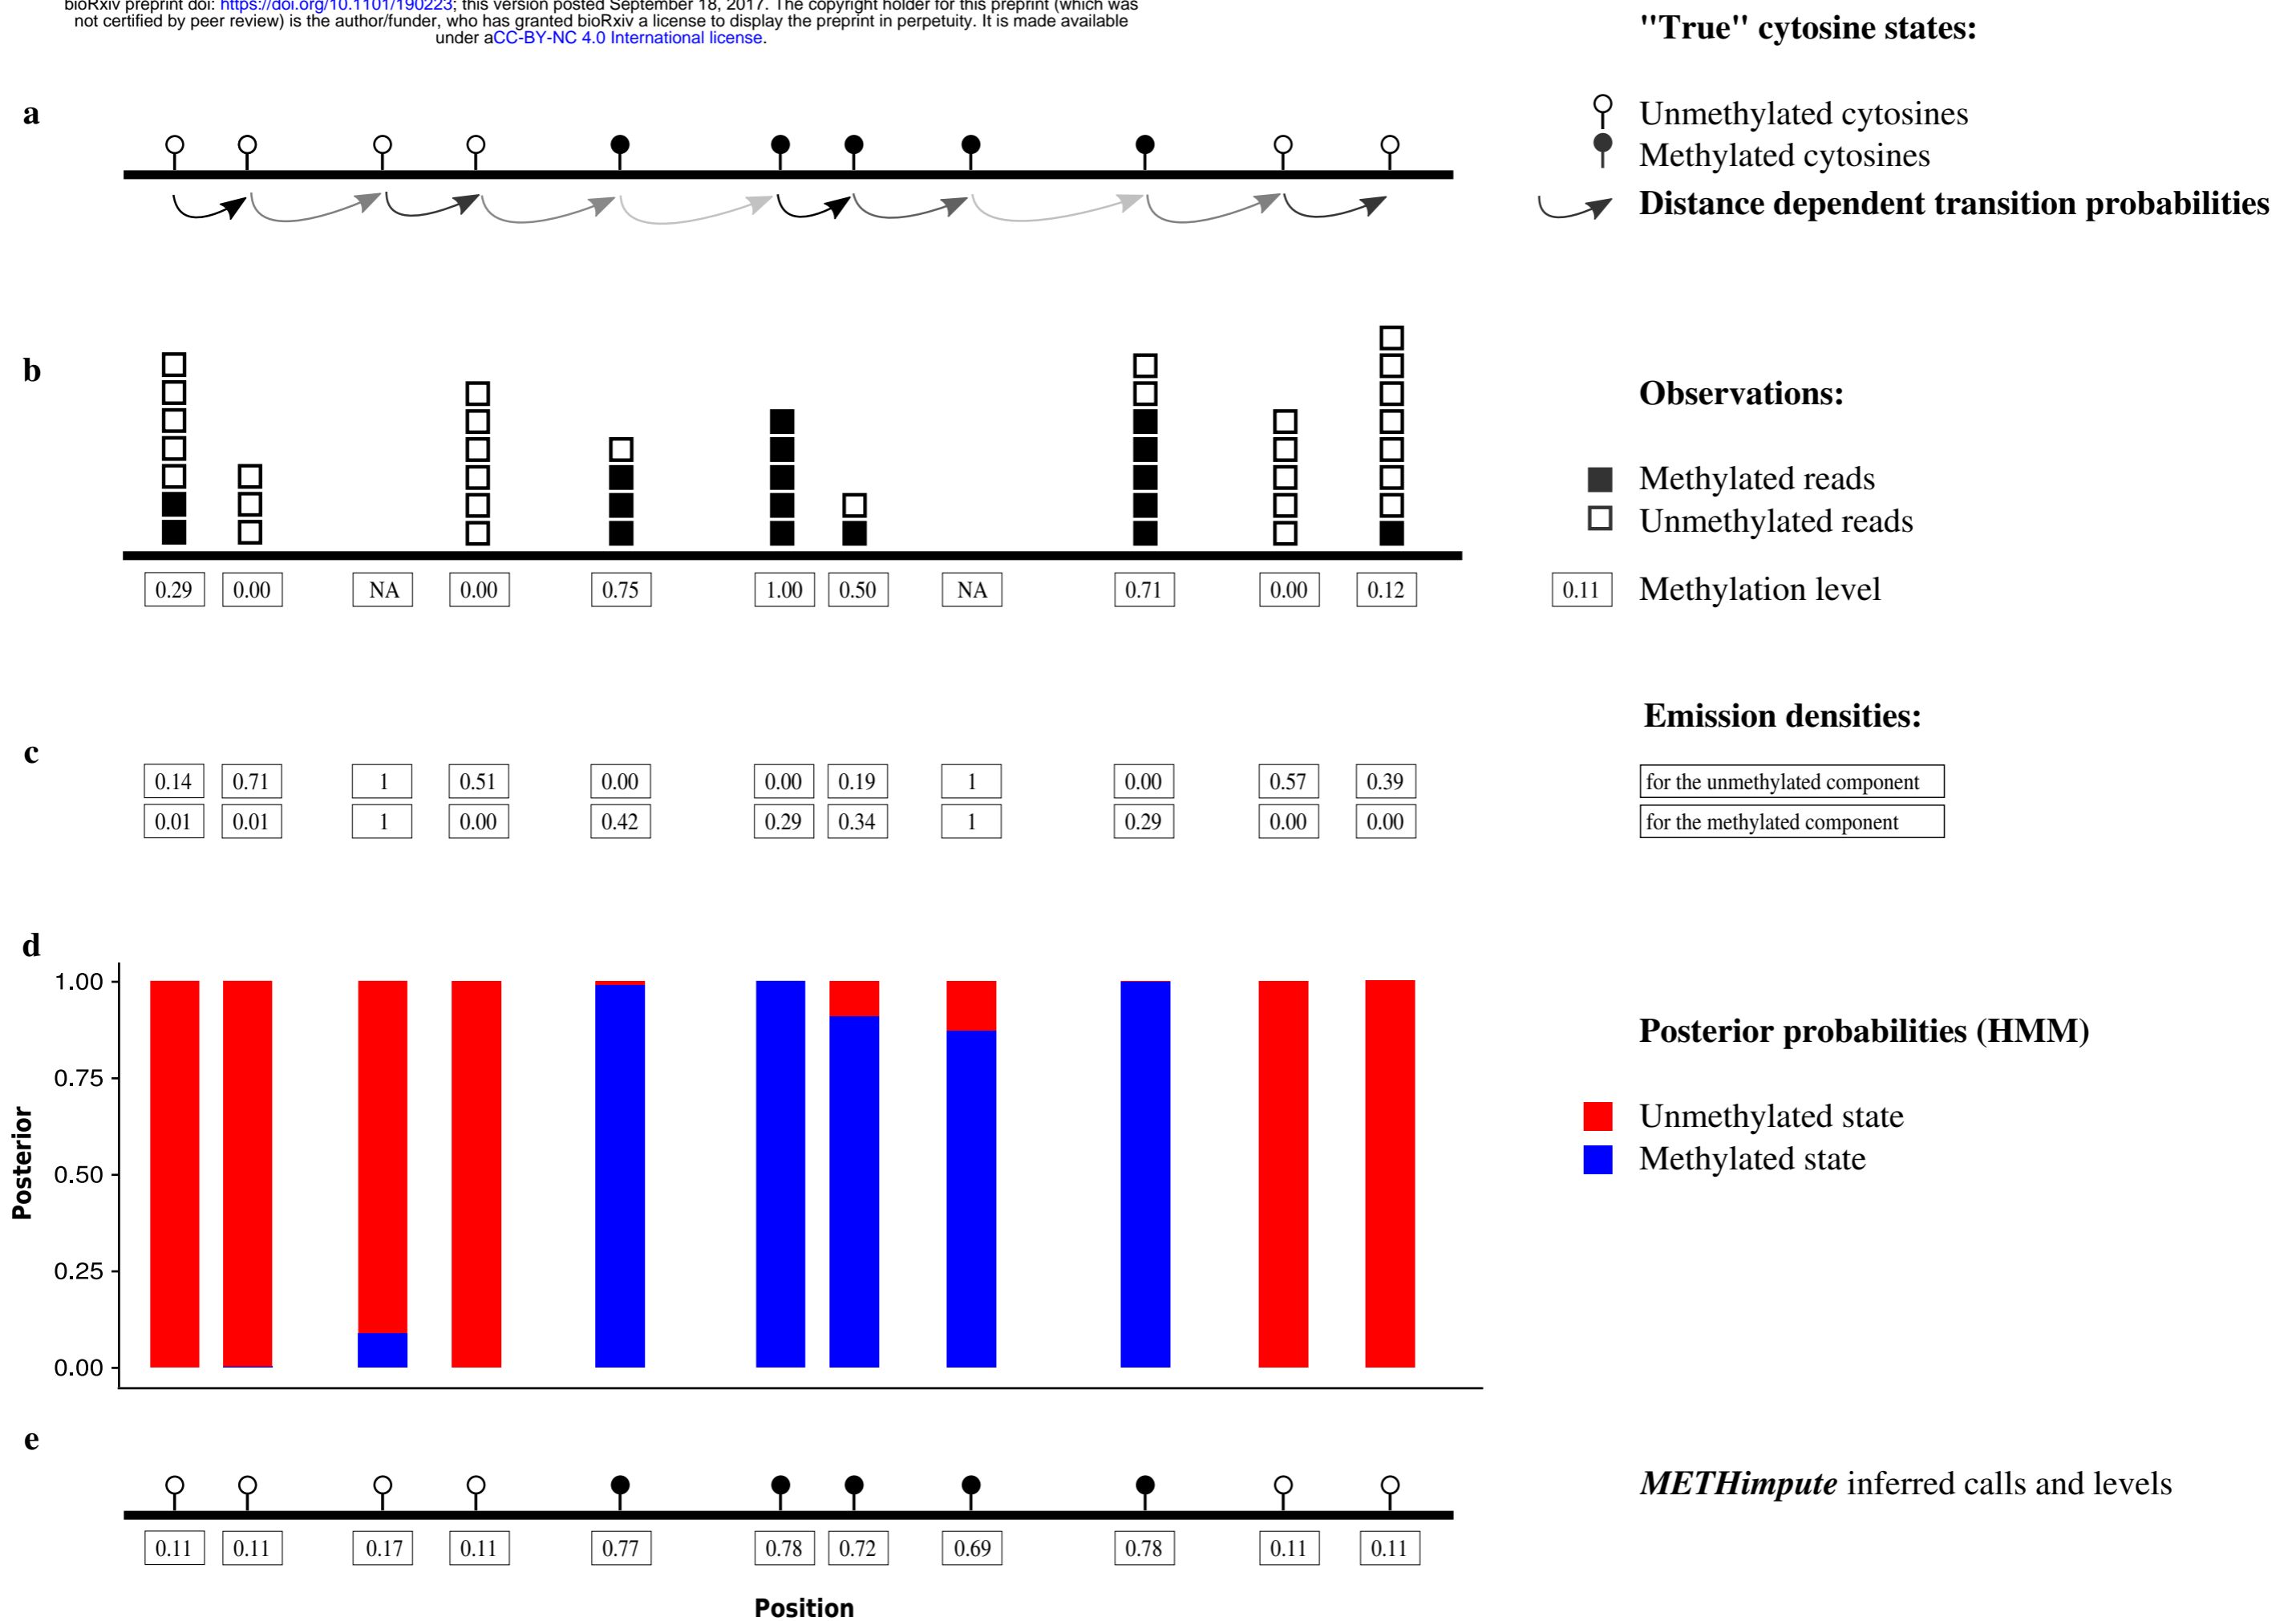 bioRxiv preprint doi: https://doi.org/10.1101/190223; this version posted September 18, 2017. The copyright holder for this preprint (which was
not certified by peer review) is the author/funder, who has granted bioRxiv a license to display the preprint in perpetuity. It is made available
under aCC-BY-NC 4.0 International license.
"True" cytosine states:
a
Unmethylated cytosines
Methylated cytosines
Distance dependent transition probabilities
b
Observations:
Methylated reads
Unmethylated reads
0.29 0.00 NA 0.00 0.75 1.00 0.50 NA 0.71 0.00 0.12
0.11 Methylation level
Emission densities:
c
0.14 0.71 1 0.51 0.00 0.00 0.19 1 0.00 0.57 0.39
for the unmethylated component
0.01 0.01 1 0.00 0.42 0.29 0.34 1 0.29 0.00 0.00
for the methylated component
d
1.00
0.75
0.50
0.25
0.00
Posterior
Posterior probabilities (HMM)
Unmethylated state
Methylated state
e
METHimpute inferred calls and levels
0.11 0.11 0.17 0.11 0.77 0.78 0.72 0.69 0.78 0.11 0.11
Position